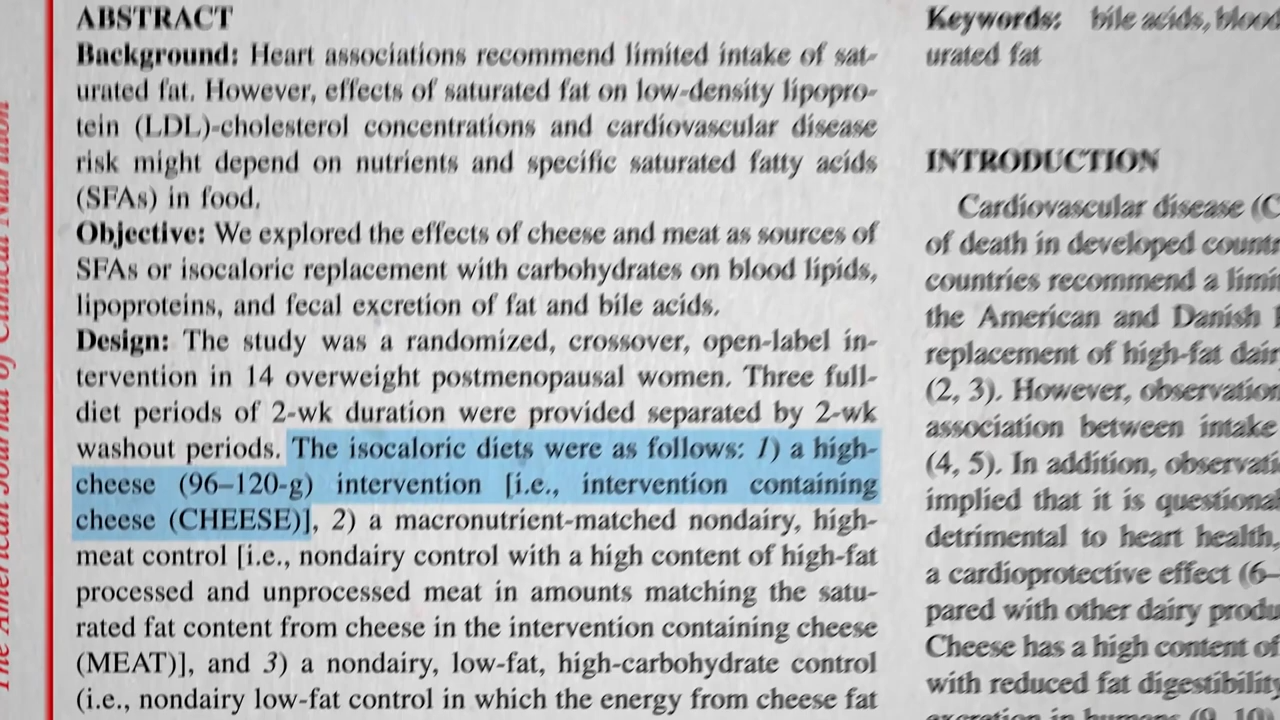 The American Journal of Clinical Nutrition
ABSTRACT
Background: Heart associations recommend limited intake of sat-
urated fat. However, effects of saturated fat on low-density lipopro-
tein (LDL)-cholesterol concentrations and cardiovascular disease
risk might depend on nutrients and specific saturated fatty acids
(SFAs) in food.
Objective: We explored the effects of cheese and meat as sources of
SFAs or isocaloric replacement with carbohydrates on blood lipids,
lipoproteins, and fecal excretion of fat and bile acids.
Design: The study was a randomized, crossover, open-label in-
tervention in 14 overweight postmenopausal women. Three full-
diet periods of 2-wk duration were provided separated by 2-wk
washout periods. The isocaloric diets were as follows: 1) a high-
cheese (96–120-g) intervention [i.e., intervention containing
cheese (CHEESE)], 2) a macronutrient-matched nondairy, high-
meat control [i.e., nondairy control with a high content of high-fat
processed and unprocessed meat in amounts matching the satu-
rated fat content from cheese in the intervention containing cheese
(MEAT)], and 3) a nondairy, low-fat, high-carbohydrate control
(i.e., nondairy low-fat control in which the energy from cheese fat
Keywords: bile acids, blood
urated fat
INTRODUCTION
Cardiovascular disease (C
of death in developed countr
countries recommend a limit
the American and Danish
replacement of high-fat dair
(2, 3). However, observation
association between intake
(4, 5). In addition, observati
implied that it is questional
detrimental to heart health,
a cardioprotective effect (6–
pared with other dairy produ
Cheese has a high content of
with reduced fat digestibility
excretion in humans (9, 10)